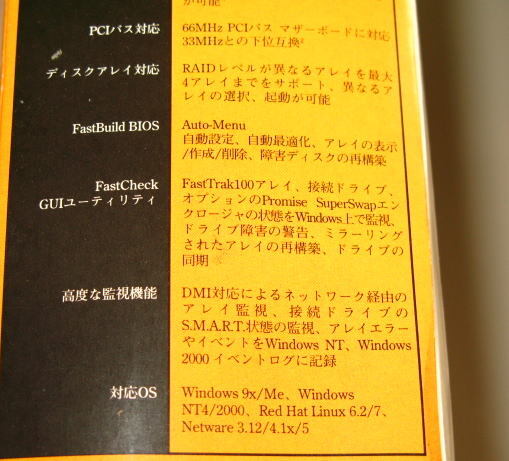 が可能
PCIバス対応
66MHz PCIバス マザーボードに対応
33MHzとの下位互換²
ディスクアレイ対応
RAIDレベルが異なるアレイを最大
4アレイまでをサポート、異なるア
レイの選択、起動が可能
FastBuild BIOS
Auto-Menu
自動設定、自動最適化、アレイの表示
/作成/削除、障害ディスクの再構築
FastCheck
GUIユーティリティ
FastTrak100アレイ、接続ドライブ、
オプションのPromise SuperSwapエン
クロージャの状態をWindows上で監視、
ドライブ障害の警告、ミラーリング
されたアレイの再構築、ドライブの
同期
高度な監視機能
DMI対応によるネットワーク経由の
アレイ監視、接続ドライブの
S.M.A.R.T.状態の監視、アレイエラー
やイベントをWindows NT、Windows
2000 イベントログに記録
対応OS
Windows 9x/Me、Windows
NT4/2000、Red Hat Linux 6.2/7、
Netware 3.12/4.1x/5